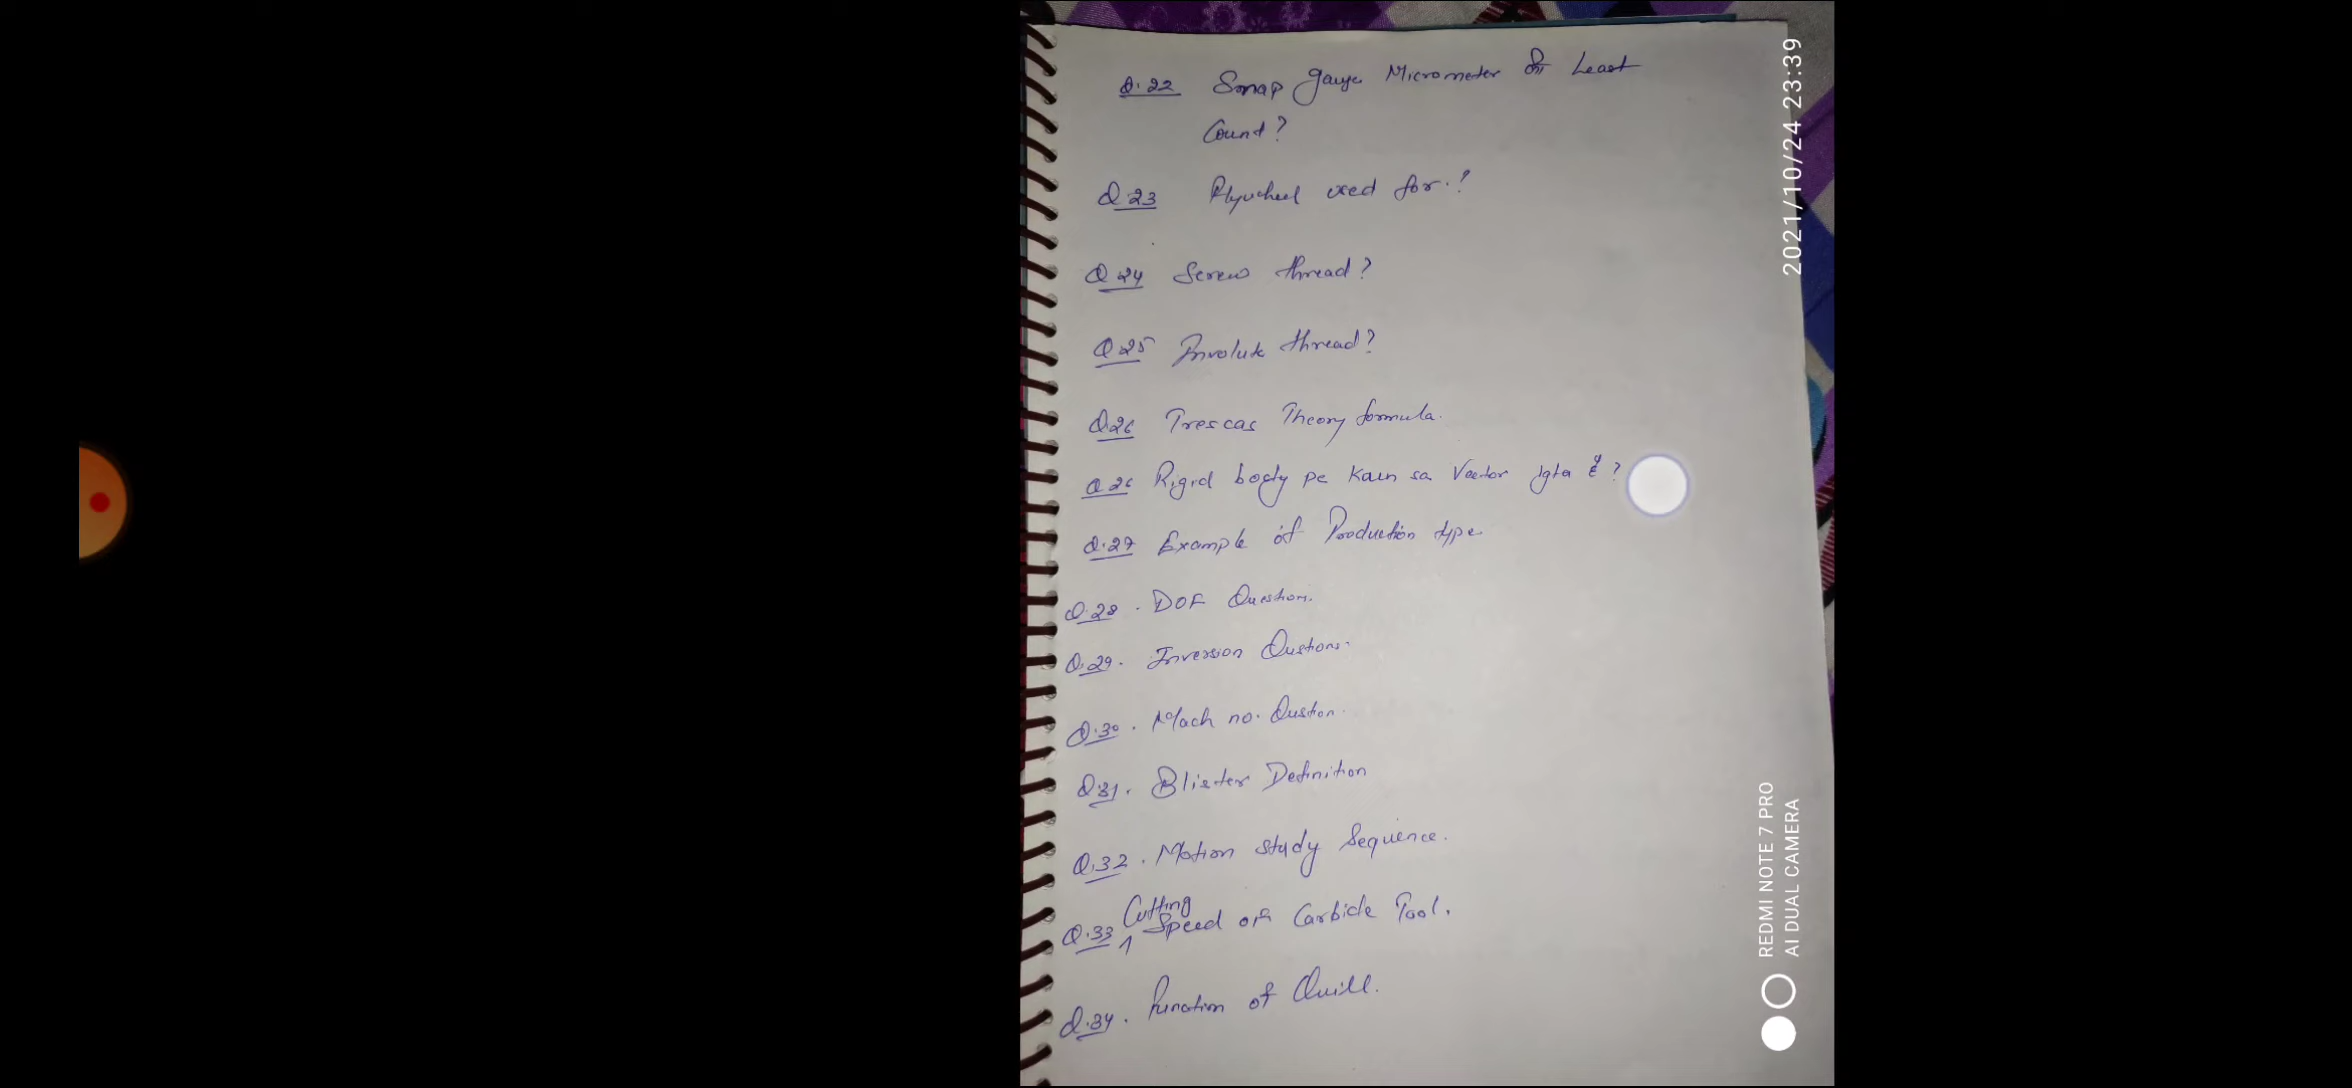 Q.22 Snap gauge Micrometer की Least
Count?
Q 23 Flywheel used for.?
Q 24 Screw thread?
Q 25 Involute thread?
Q.26 Trescas Theory formula.
Q 26 Rigid body pe kaun sa Vector lgta है?
Q.27 Example of Production type.
Q.28. DOF Question.
Q.29. Inversion Qustions.
Q.30. Mach no. Qustion.
Q.31. Blister Definition
Q.32. Motion study Sequence.
Q.33 Cutting Speed of Carbide Tool.
Q.34. Function of Quill.
2021/10/24 23:39
REDMI NOTE 7 PRO
AI DUAL CAMERA